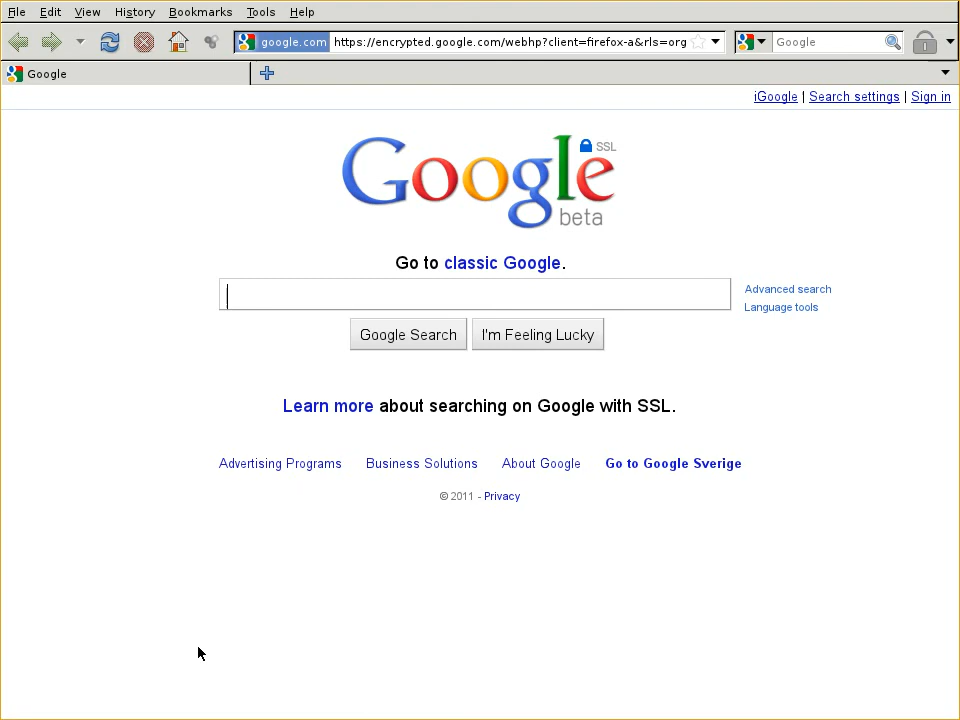 File Edit View History Bookmarks Tools Help
google.com https://encrypted.google.com/webhp?client=firefox-a&rls=org Google
Google
iGoogle | Search settings | Sign in
Google SSL
beta
Go to classic Google.
Advanced search
Language tools
Google Search I'm Feeling Lucky
Learn more about searching on Google with SSL.
Advertising Programs Business Solutions About Google Go to Google Sverige
© 2011 - Privacy